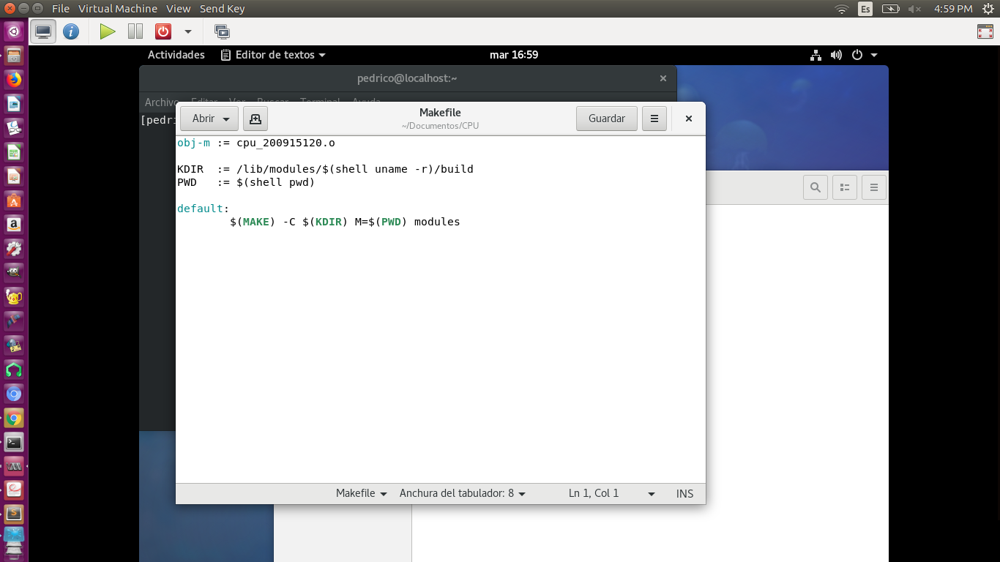 File Virtual Machine View Send Key
Es
4:59 PM
Actividades Editor de textos mar 16:59
pedrico@localhost:~
Archivo Editar Ver Buscar Terminal Ayuda
[pedri
Abrir
Makefile
~/Documentos/CPU
Guardar
obj-m := cpu_200915120.o
KDIR  := /lib/modules/$(shell uname -r)/build
PWD   := $(shell pwd)
default:
        $(MAKE) -C $(KDIR) M=$(PWD) modules
Makefile Anchura del tabulador: 8 Ln 1, Col 1 INS